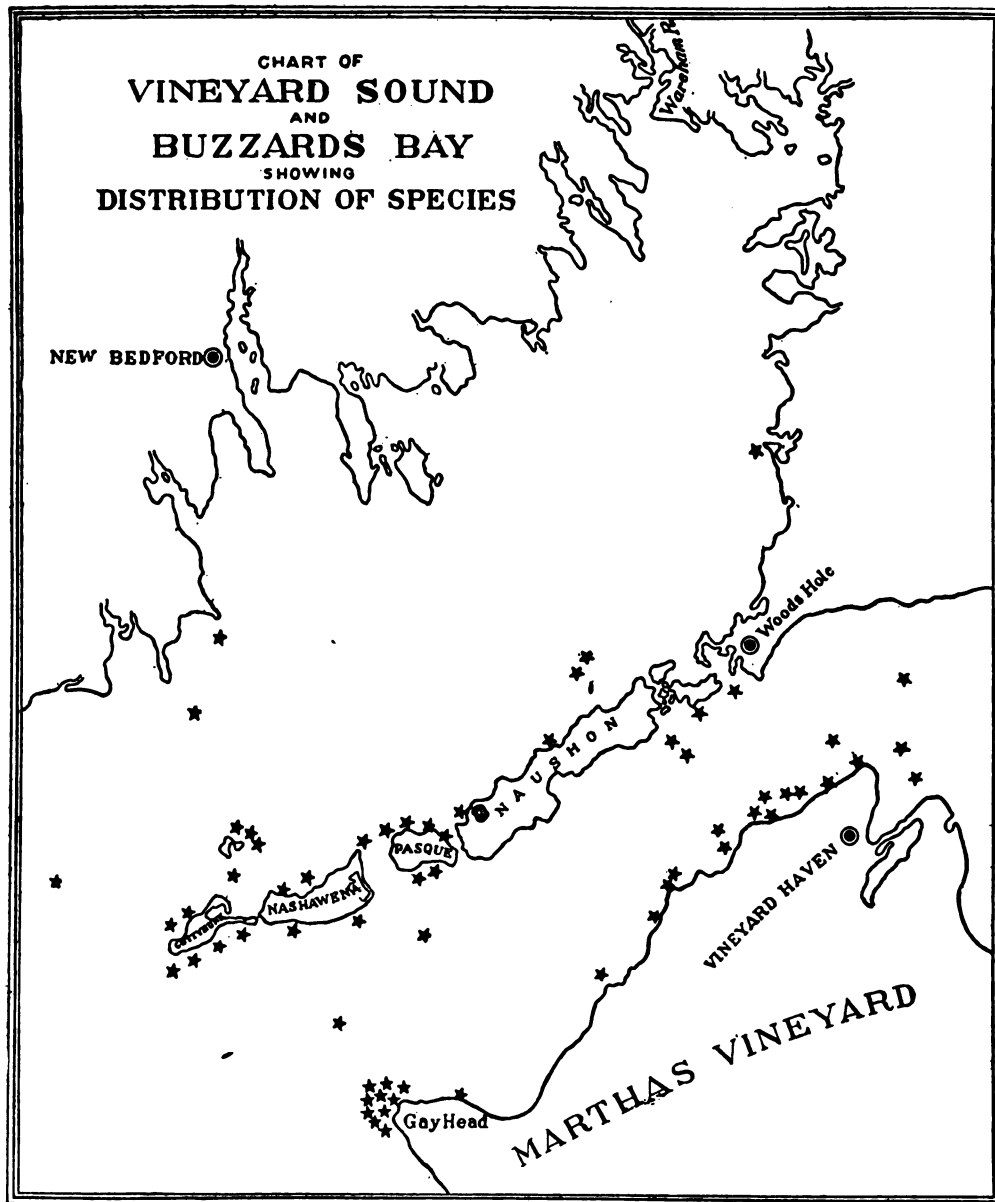 CHART OF
VINEYARD SOUND
AND
BUZZARDS BAY
SHOWING
DISTRIBUTION OF SPECIES
Wareham R
NEW BEDFORD
Woods Hole
NAUSHON
PASQUE
NASHAWENA
VINEYARD HAVEN
MARTHAS VINEYARD
Gay Head